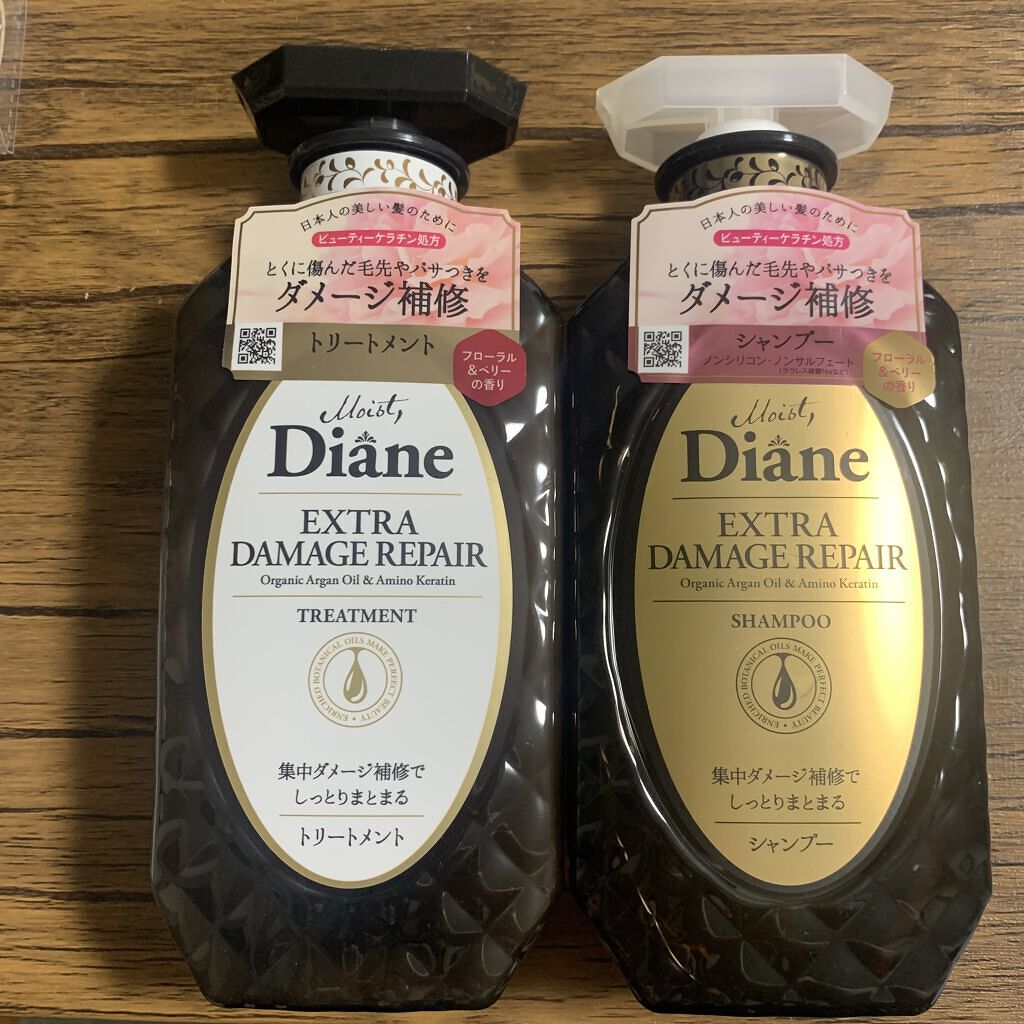 日本人の美しい髪のために
ビューティーケラチン処方
とくに傷んだ毛先やパサつきを
ダメージ補修
トリートメント
フローラル
&ベリー
の香り
Moist,
Diane
EXTRA
DAMAGE REPAIR
Organic Argan Oil & Amino Keratin
TREATMENT
ENRICHED BOTANICAL OILS MAKE PERFECT BEAUTY
集中ダメージ補修で
しっとりまとまる
トリートメント
日本人の美しい髪のために
ビューティーケラチン処方
とくに傷んだ毛先やパサつきを
ダメージ補修
シャンプー
ノンシリコン・ノンサルフェート
(ラウレス硫酸Naなど)
フローラル
&ベリー
の香り
Moist,
Diane
EXTRA
DAMAGE REPAIR
Organic Argan Oil & Amino Keratin
SHAMPOO
ENRICHED BOTANICAL OILS MAKE PERFECT BEAUTY
集中ダメージ補修で
しっとりまとまる
シャンプー